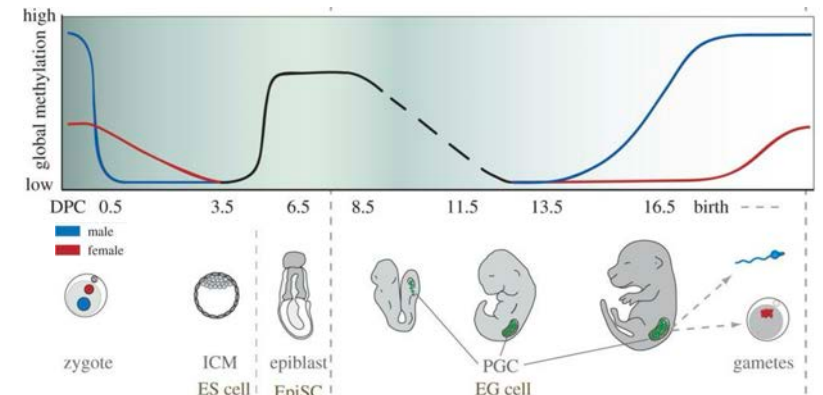 high
global methylation
low
DPC 0.5 3.5 6.5 8.5 11.5 13.5 16.5 birth
male
female
zygote ICM epiblast PGC gametes
ES cell EpiSC EG cell